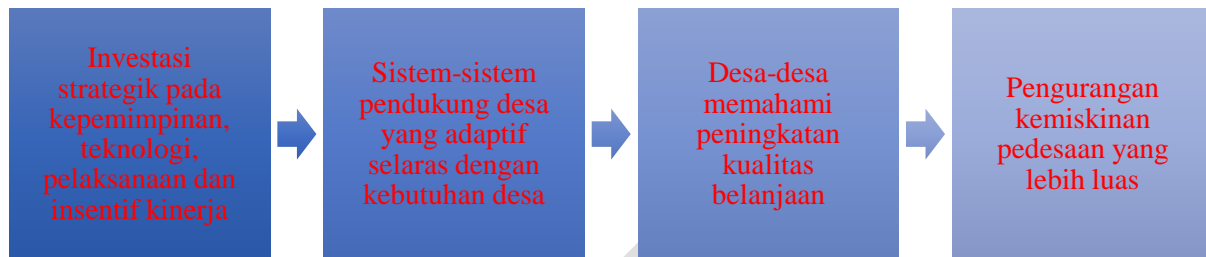 Investasi
strategik pada
kepemimpinan,
teknologi,
pelaksanaan dan
insentif kinerja
Sistem-sistem
pendukung desa
yang adaptif
selaras dengan
kebutuhan desa
Desa-desa
memahami
peningkatan
kualitas
belanjaan
Pengurangan
kemiskinan
pedesaan yang
lebih luas